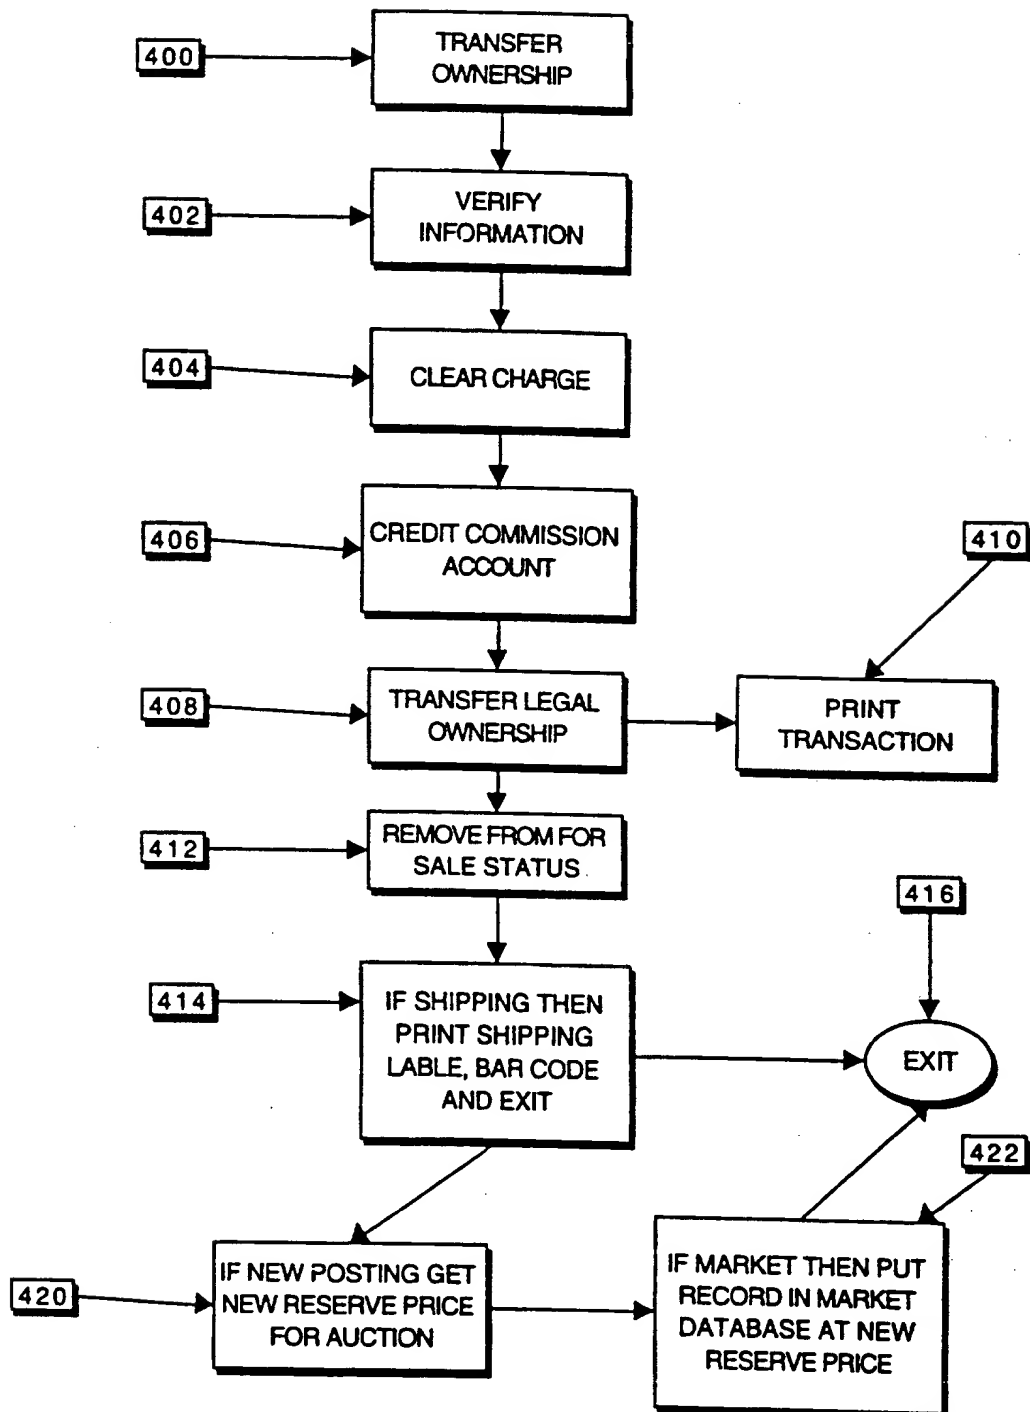 400
TRANSFER
OWNERSHIP
402
VERIFY
INFORMATION
404
CLEAR CHARGE
406
CREDIT COMMISSION
ACCOUNT
410
408
TRANSFER LEGAL
OWNERSHIP
PRINT
TRANSACTION
412
REMOVE FROM FOR
SALE STATUS
416
414
IF SHIPPING THEN
PRINT SHIPPING
LABLE, BAR CODE
AND EXIT
EXIT
422
420
IF NEW POSTING GET
NEW RESERVE PRICE
FOR AUCTION
IF MARKET THEN PUT
RECORD IN MARKET
DATABASE AT NEW
RESERVE PRICE